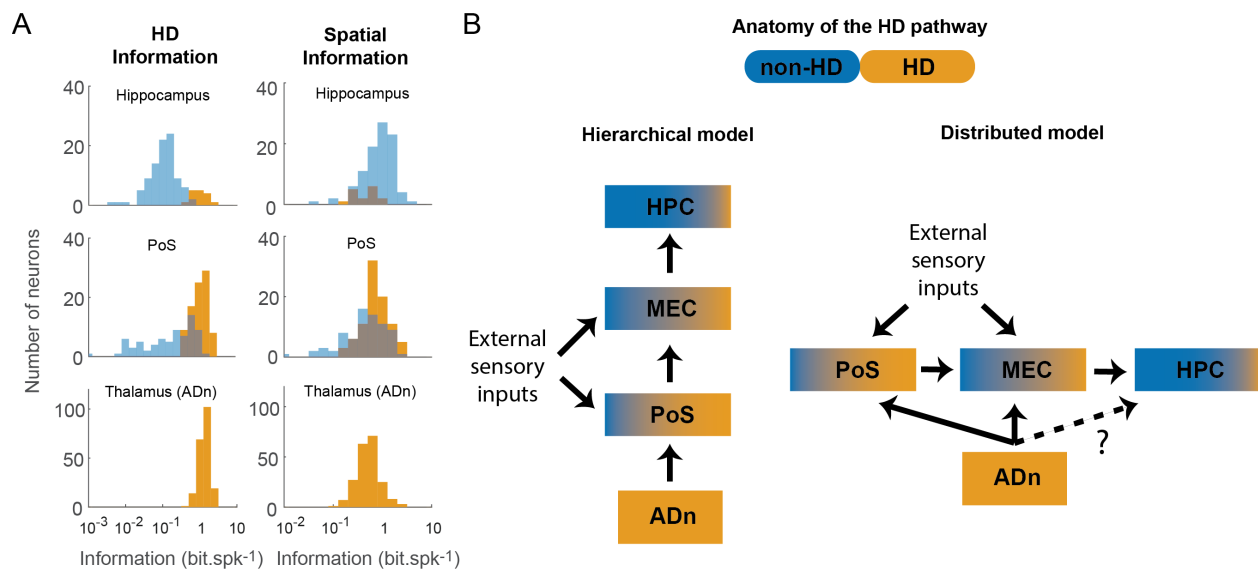 A
HD
Information
Spatial
Information
40
Hippocampus
20
0
40
Hippocampus
20
0
Number of neurons
40
PoS
20
0
40
PoS
20
0
Thalamus (ADn)
100
50
0
10-3 10-2 10-1 1 10
Information (bit.spk-1)
Thalamus (ADn)
100
50
0
10-2 10-1 1 10
Information (bit.spk-1)
B
Anatomy of the HD pathway
non-HD HD
Hierarchical model
HPC
MEC
External
sensory
inputs
PoS
ADn
Distributed model
External
sensory
inputs
PoS MEC HPC
?
ADn